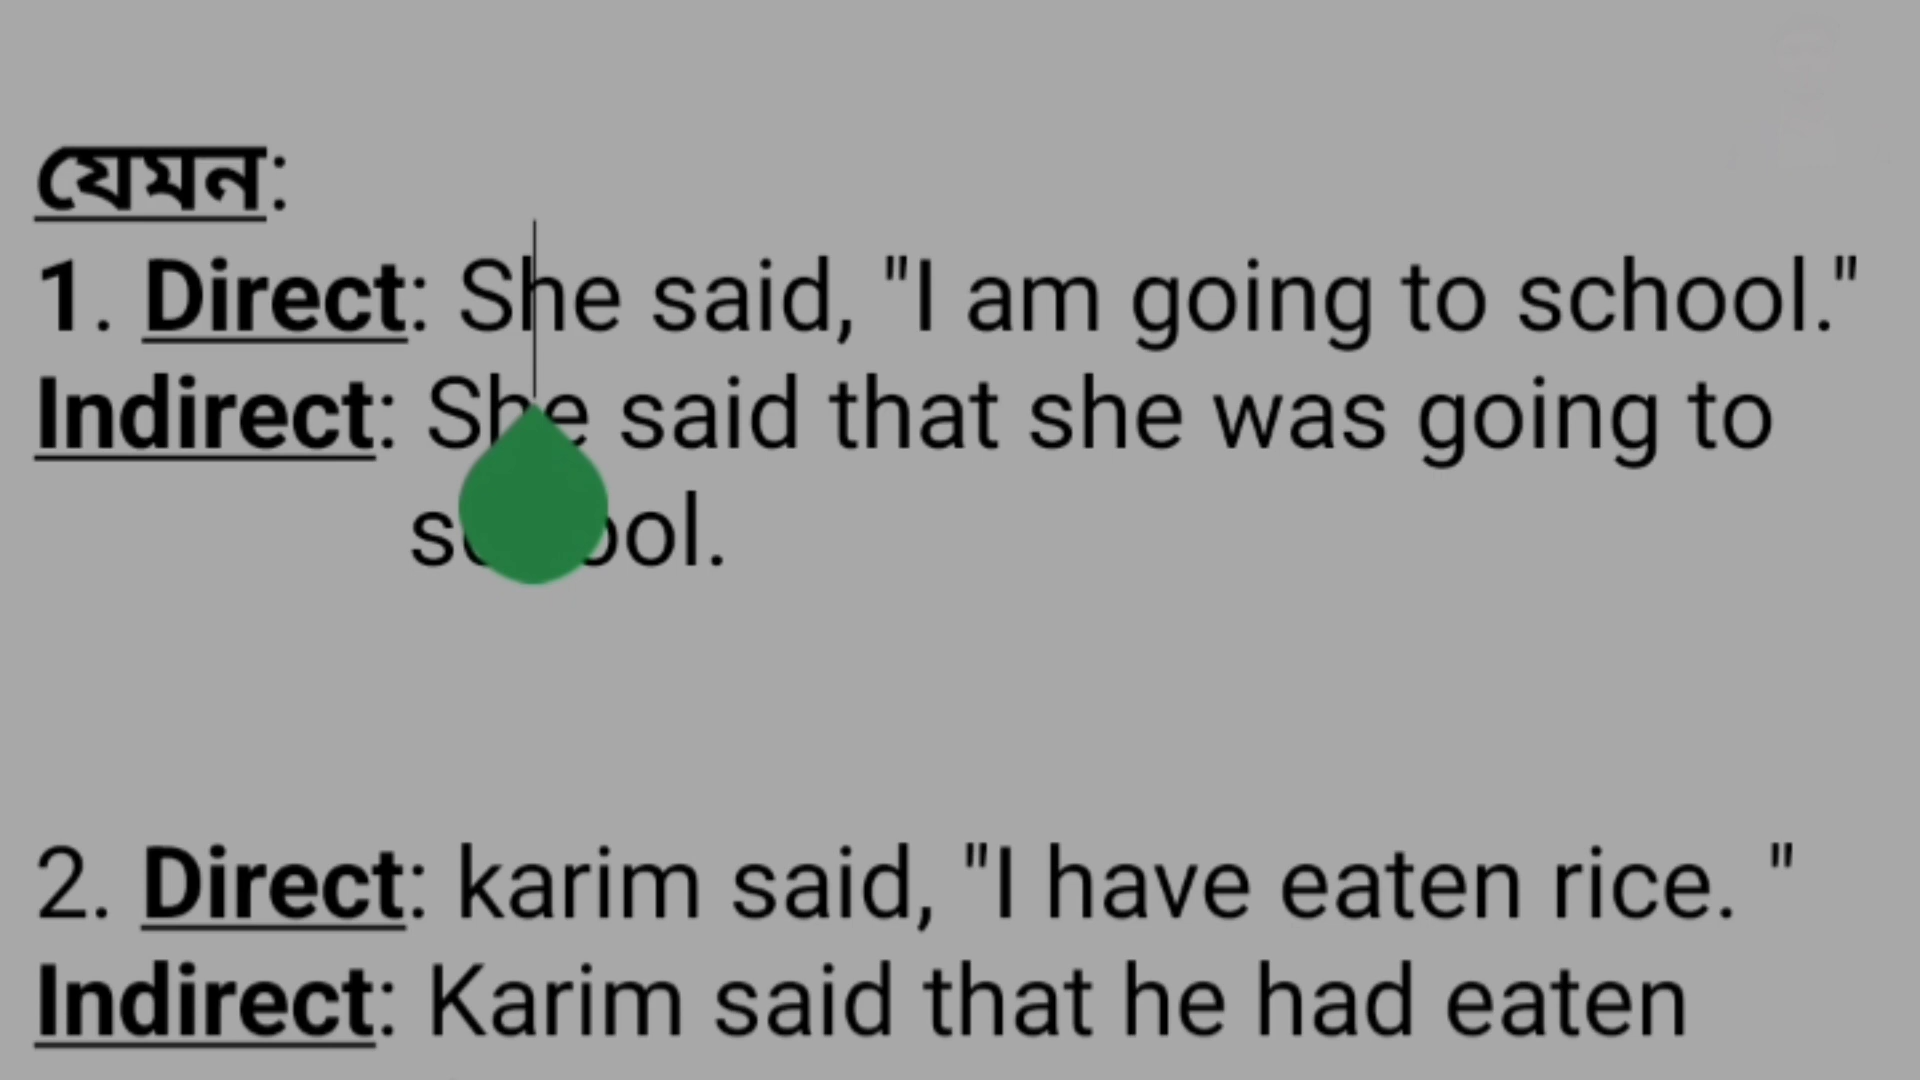 যেমন:
1. Direct: She said, "I am going to school."
Indirect: She said that she was going to
school.
2. Direct: karim said, "I have eaten rice. "
Indirect: Karim said that he had eaten